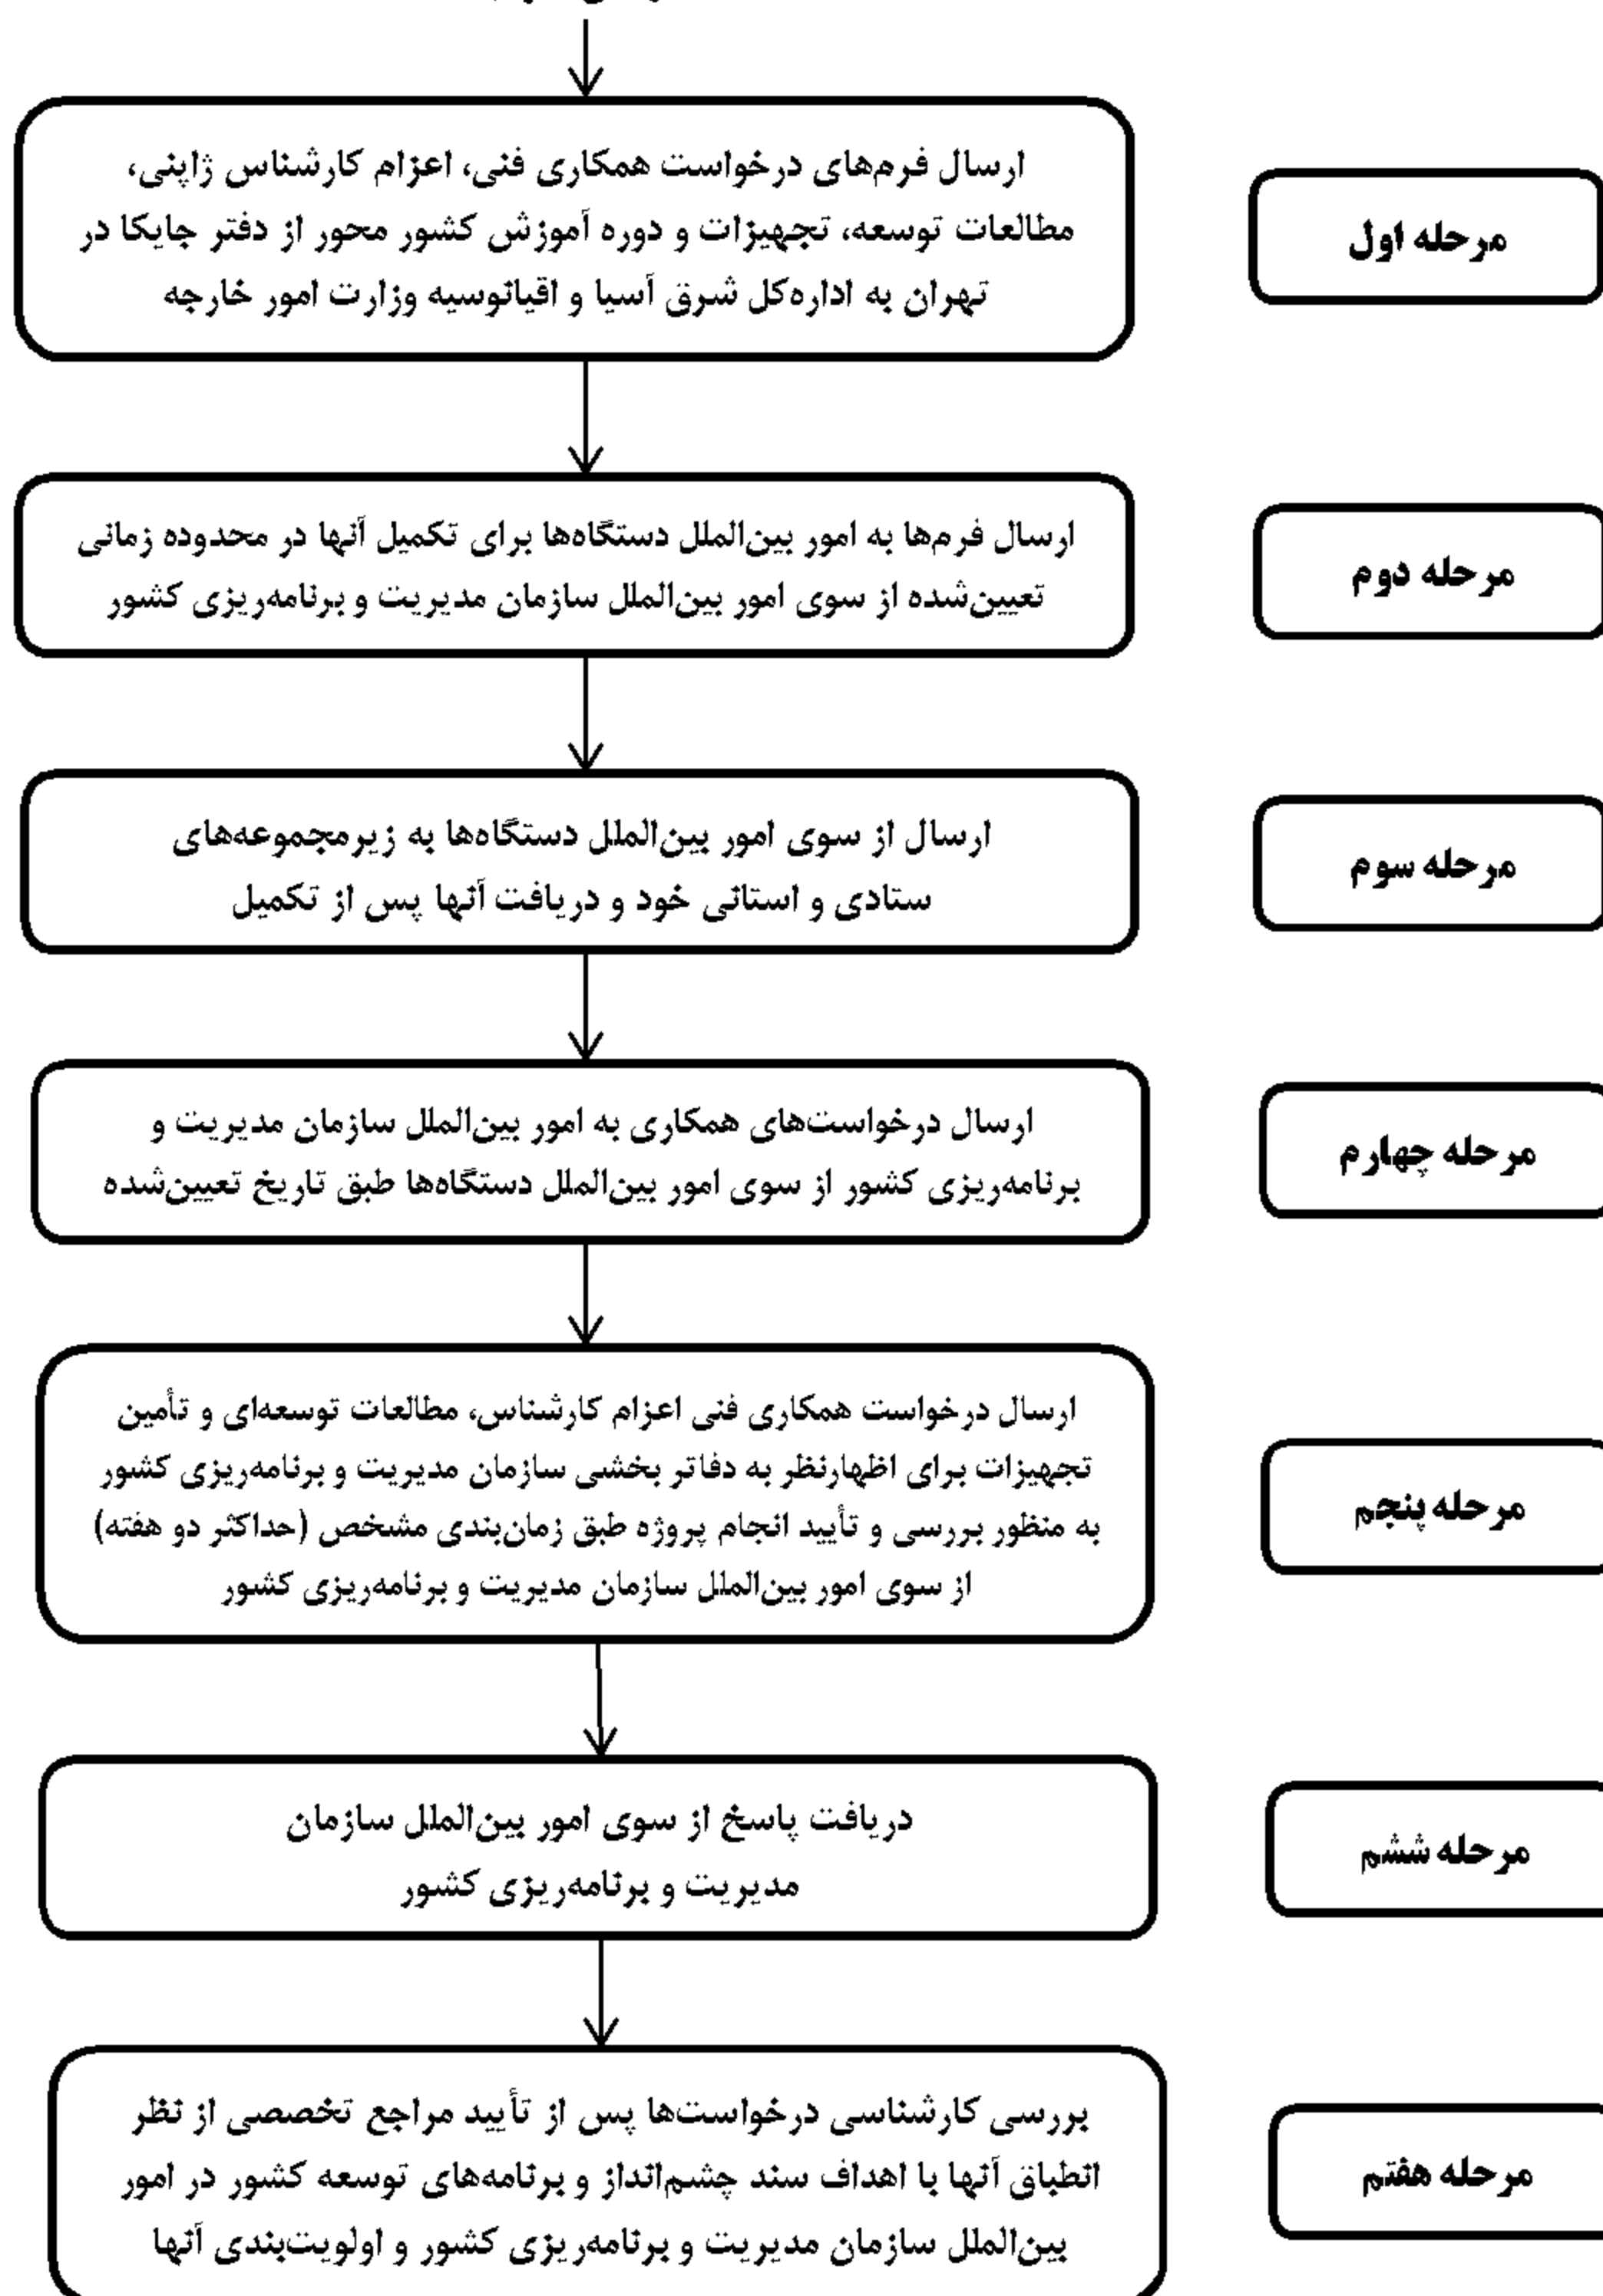 مرحله اول
ارسال فرم‌های درخواست همکاری فنی، اعزام کارشناس ژاپنی،
مطالعات توسعه، تجهیزات و دوره آموزش کشور محور از دفتر جایکا در
تهران به اداره‌کل شرق آسیا و اقیانوسیه وزارت امور خارجه
مرحله دوم
ارسال فرم‌ها به امور بین‌الملل دستگاه‌ها برای تکمیل آنها در محدوده زمانی
تعیین‌شده از سوی امور بین‌الملل سازمان مدیریت و برنامه‌ریزی کشور
مرحله سوم
ارسال از سوی امور بین‌الملل دستگاه‌ها به زیرمجموعه‌های
ستادی و استانی خود و دریافت آنها پس از تکمیل
مرحله چهارم
ارسال درخواست‌های همکاری به امور بین‌الملل سازمان مدیریت و
برنامه‌ریزی کشور از سوی امور بین‌الملل دستگاه‌ها طبق تاریخ تعیین‌شده
مرحله پنجم
ارسال درخواست همکاری فنی اعزام کارشناس، مطالعات توسعه‌ای و تأمین
تجهیزات برای اظهارنظر به دفاتر بخشی سازمان مدیریت و برنامه‌ریزی کشور
به منظور بررسی و تأیید انجام پروژه طبق زمان‌بندی مشخص (حداکثر دو هفته)
از سوی امور بین‌الملل سازمان مدیریت و برنامه‌ریزی کشور
مرحله ششم
دریافت پاسخ از سوی امور بین‌الملل سازمان
مدیریت و برنامه‌ریزی کشور
مرحله هفتم
بررسی کارشناسی درخواست‌ها پس از تأیید مراجع تخصصی از نظر
انطباق آنها با اهداف سند چشم‌انداز و برنامه‌های توسعه کشور در امور
بین‌الملل سازمان مدیریت و برنامه‌ریزی کشور و اولویت‌بندی آنها